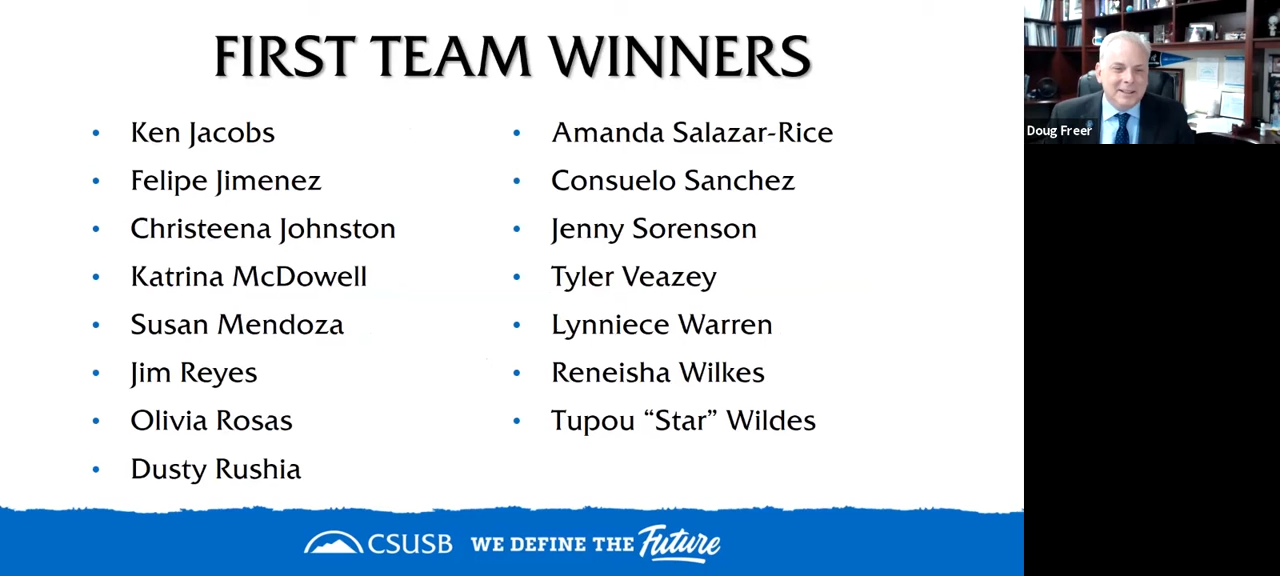 FIRST TEAM WINNERS
• Ken Jacobs
• Felipe Jimenez
• Christeena Johnston
• Katrina McDowell
• Susan Mendoza
• Jim Reyes
• Olivia Rosas
• Dusty Rushia
• Amanda Salazar-Rice
• Consuelo Sanchez
• Jenny Sorenson
• Tyler Veazey
• Lynniece Warren
• Reneisha Wilkes
• Tupou “Star” Wildes
CSUSB WE DEFINE THE Future
Doug Freer